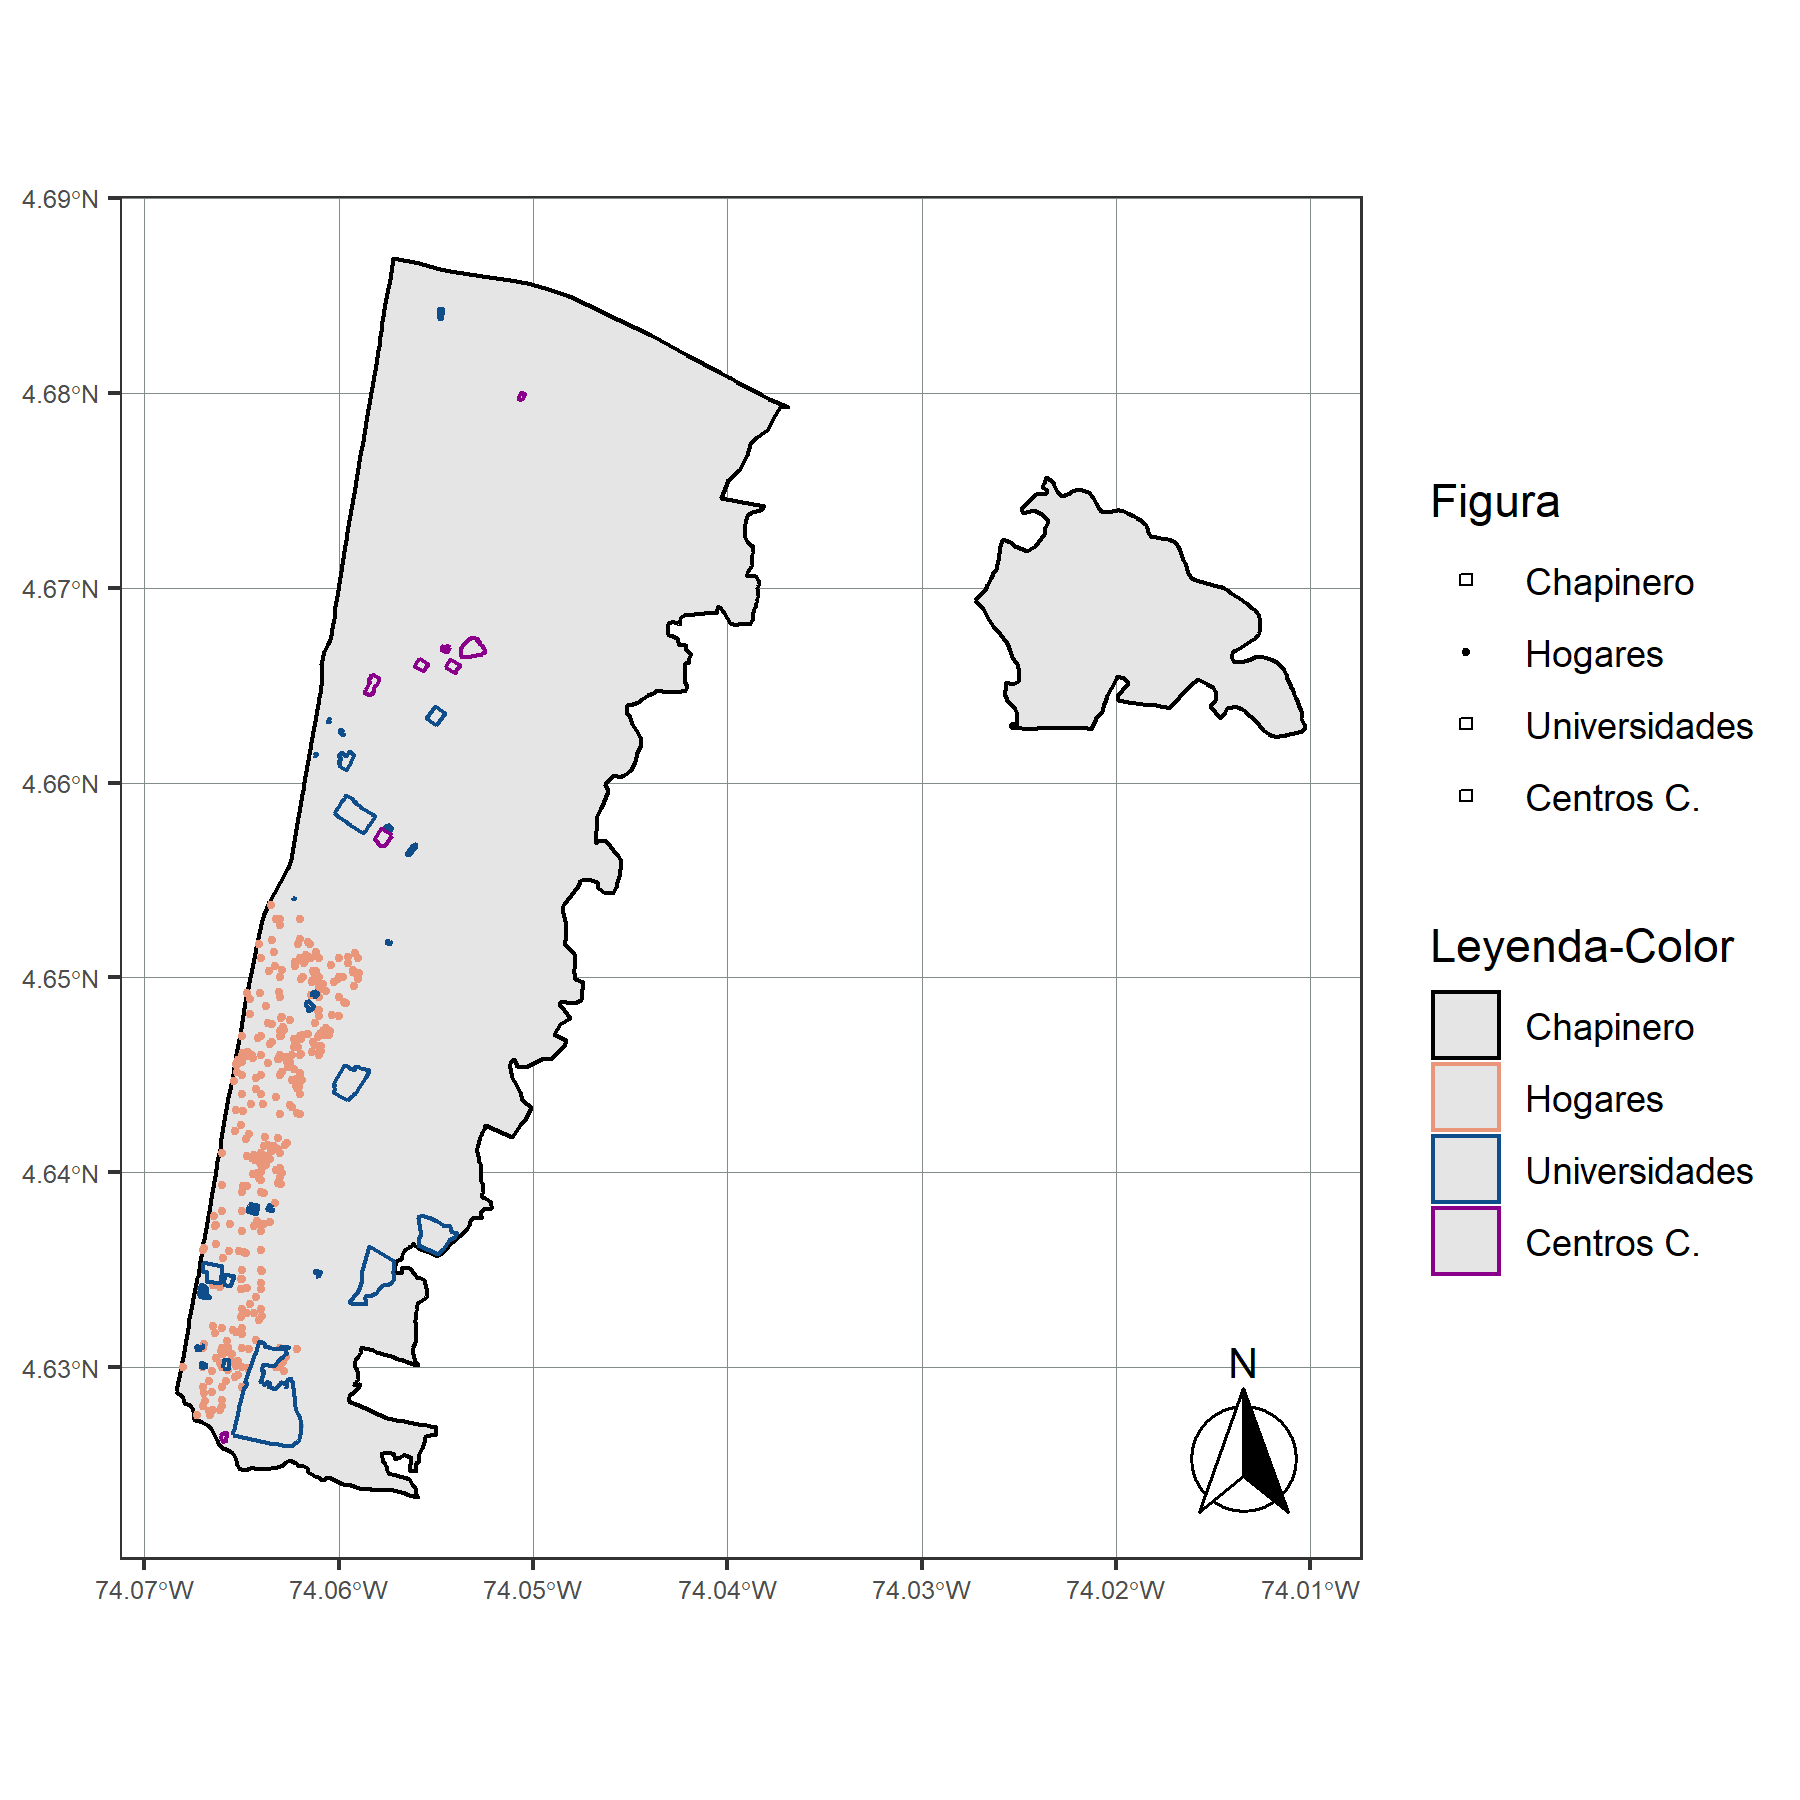 4.69°N
4.68°N
4.67°N
4.66°N
4.65°N
4.64°N
4.63°N
74.07°W
74.06°W
74.05°W
74.04°W
74.03°W
74.02°W
74.01°W
N
Figura
Chapinero
Hogares
Universidades
Centros C.
Leyenda-Color
Chapinero
Hogares
Universidades
Centros C.